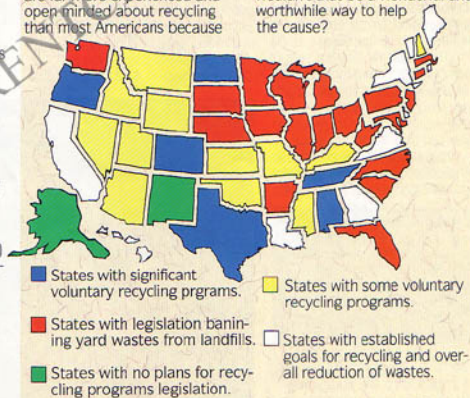 open minded about recycling
than most Americans because
worthwhile way to help
the cause?
States with significant
voluntary recycling prgrams.
States with legislation banin-
ing yard wastes from landfills.
States with no plans for recy-
cling programs legislation.
States with some voluntary
recycling programs.
States with established
goals for recycling and over-
all reduction of wastes.